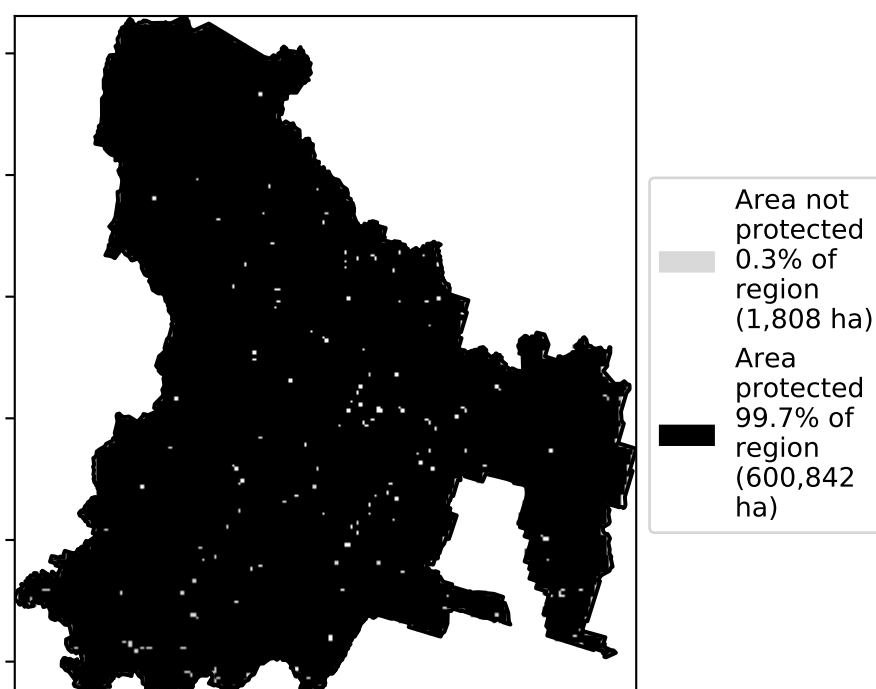 Area not
protected
0.3% of
region
(1,808 ha)
Area
protected
99.7% of
region
(600,842
ha)